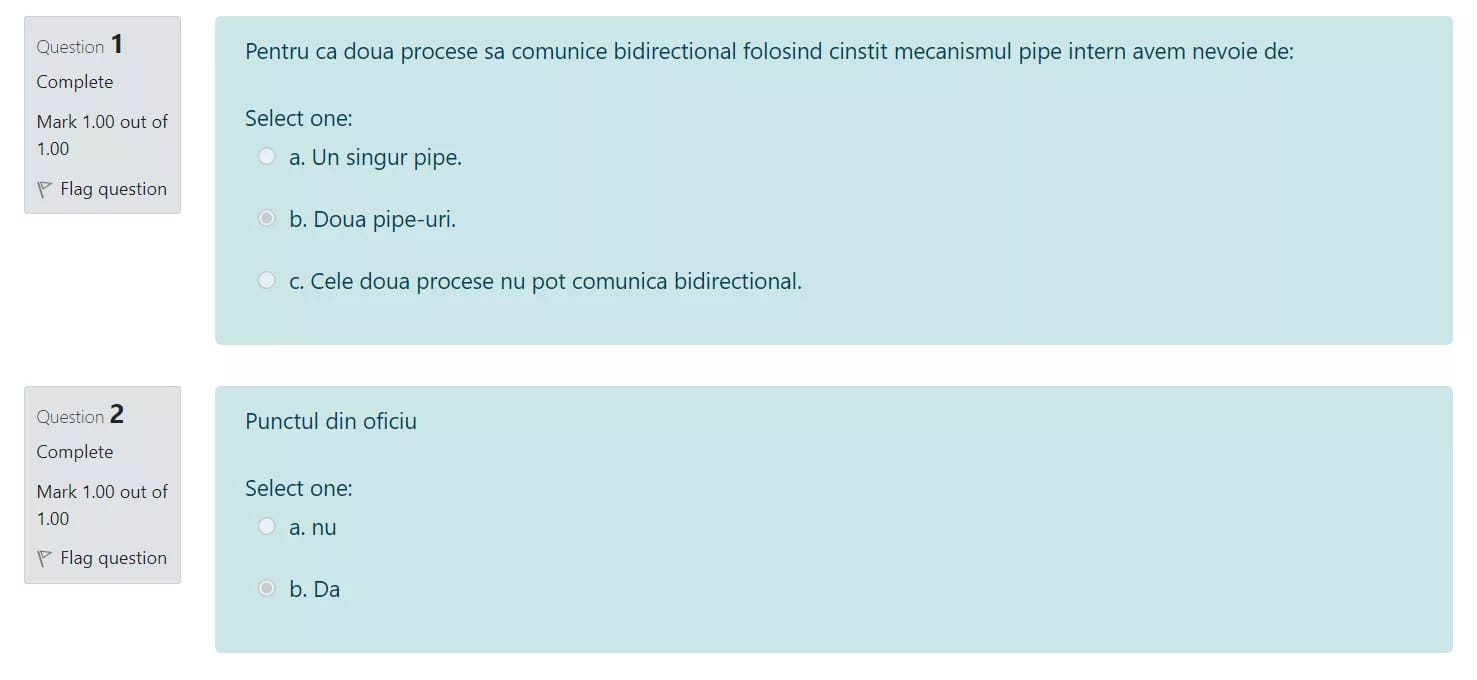 Question 1
Complete
Mark 1.00 out of
1.00
Flag question
Pentru ca doua procese sa comunice bidirectional folosind cinstit mecanismul pipe intern avem nevoie de:
Select one:
a. Un singur pipe.
b. Doua pipe-uri.
c. Cele doua procese nu pot comunica bidirectional.
Question 2
Complete
Mark 1.00 out of
1.00
Flag question
Punctul din oficiu
Select one:
a. nu
b. Da